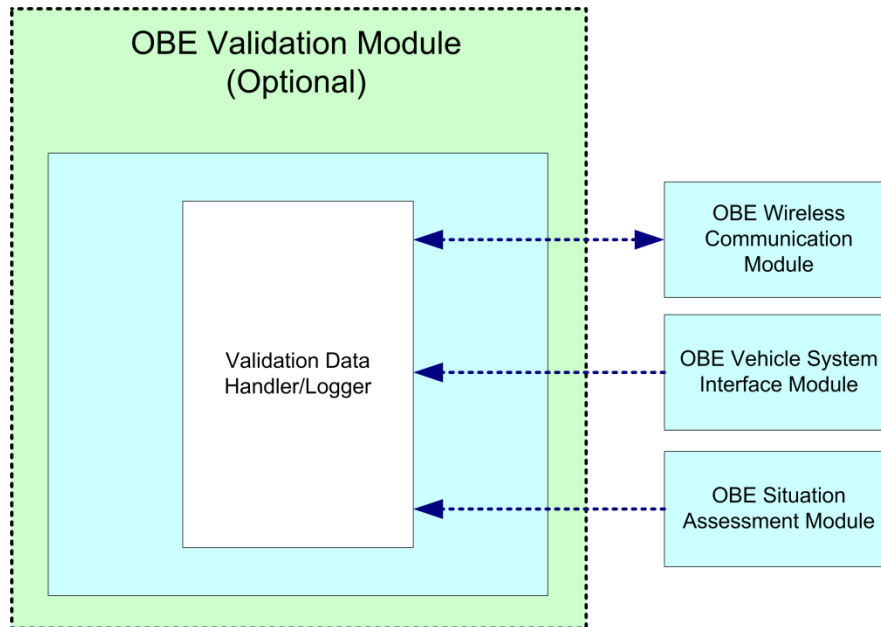 OBE Validation Module
(Optional)
Validation Data
Handler/Logger
OBE Wireless
Communication
Module
OBE Vehicle System
Interface Module
OBE Situation
Assessment Module